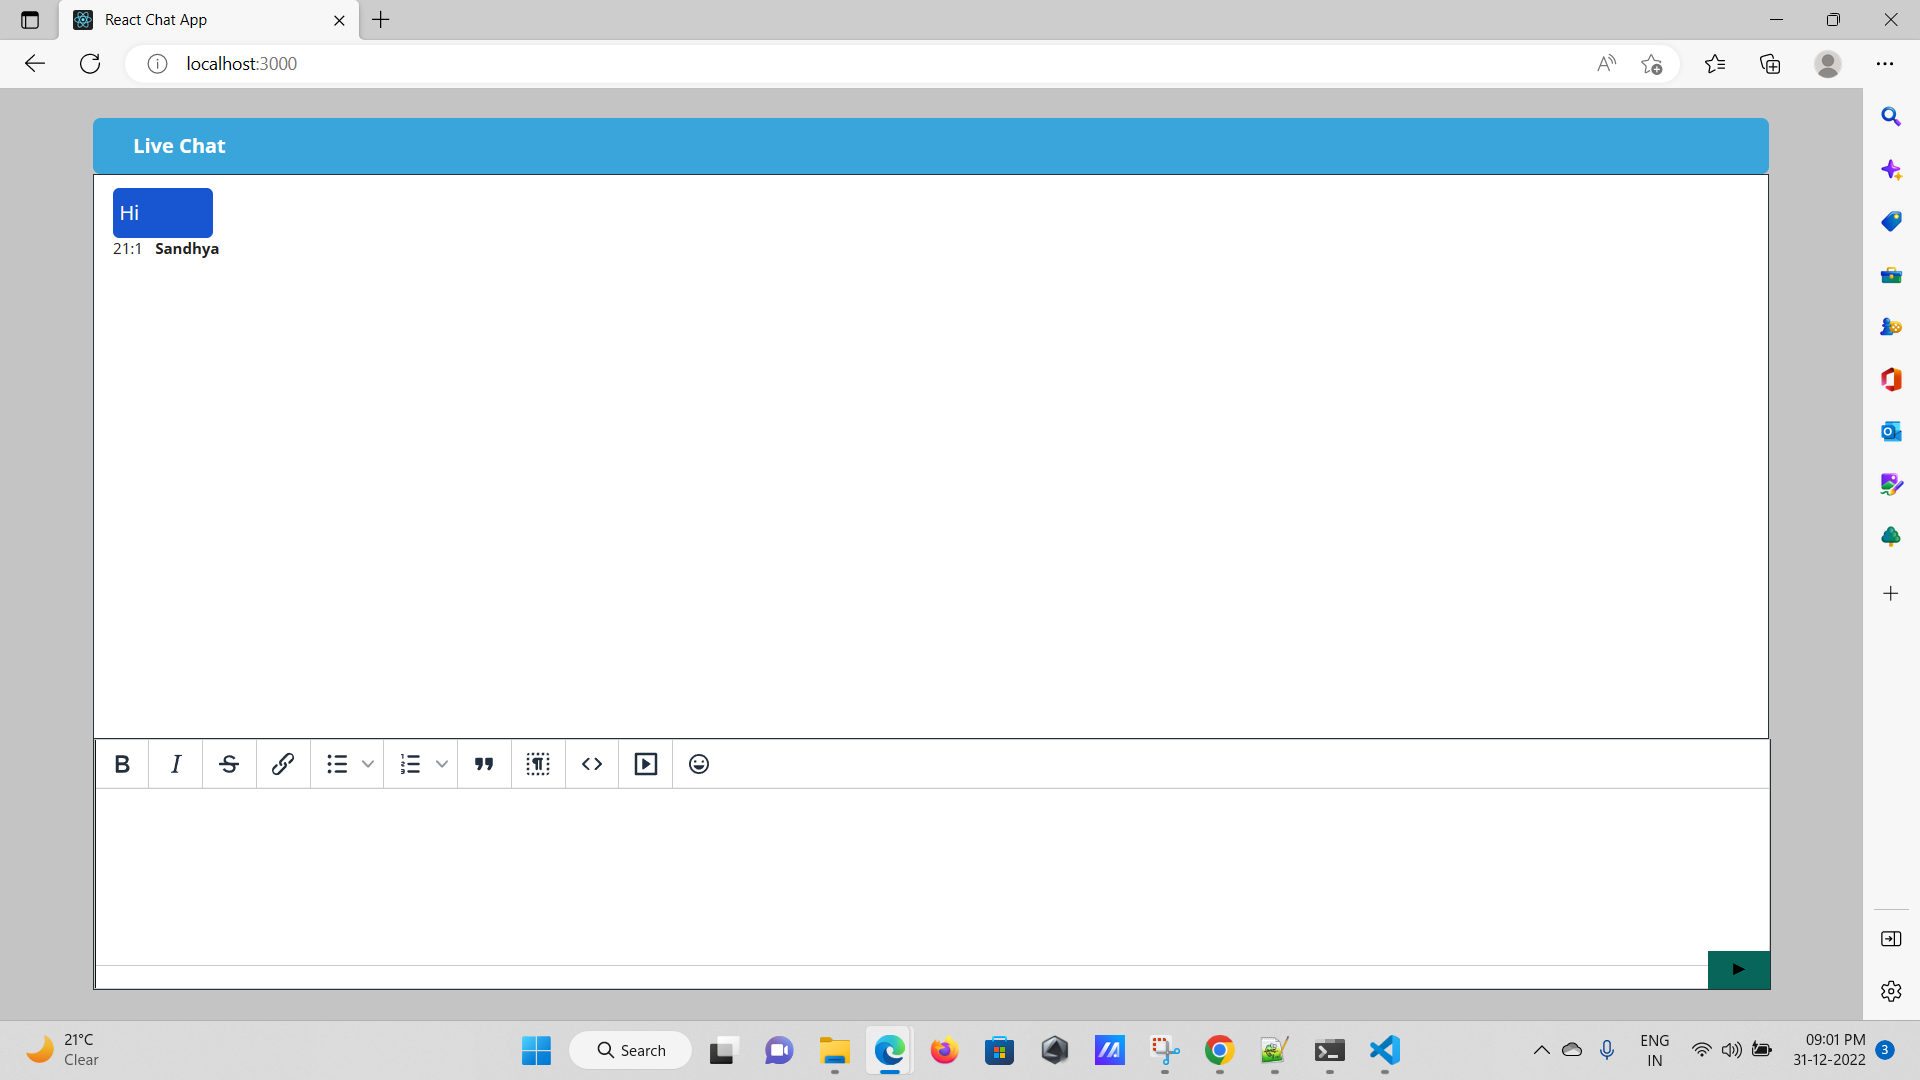 React Chat App
localhost:3000
Live Chat
Hi
21:1 Sandhya
21°C
Clear
Search
ENG
IN
09:01 PM
31-12-2022
3